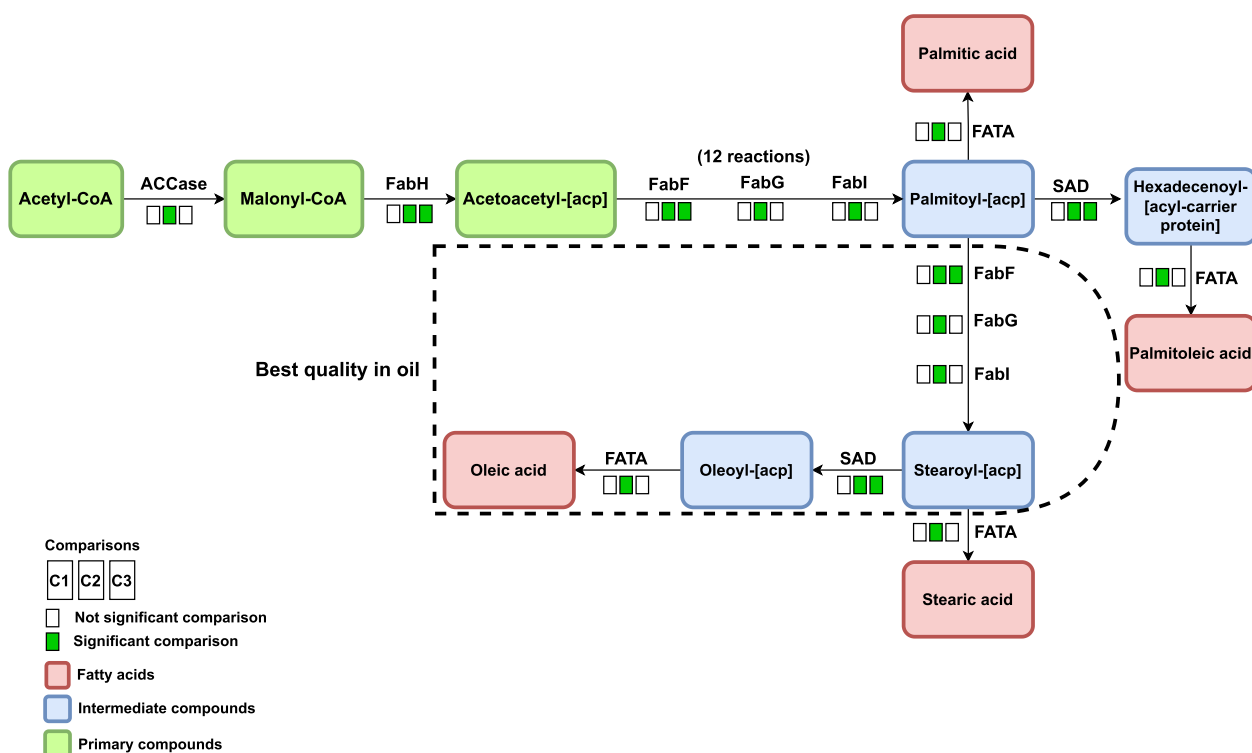 Palmitic acid
FATA
(12 reactions)
ACCase
FabH
FabF
FabG
FabI
SAD
Acetyl-CoA
Malonyl-CoA
Acetoacetyl-[acp]
Palmitoyl-[acp]
Hexadecenoyl-
[acyl-carrier
protein]
FabF
FATA
FabG
Palmitoleic acid
Best quality in oil
FabI
FATA
SAD
Oleic acid
Oleoyl-[acp]
Stearoyl-[acp]
FATA
Stearic acid
Comparisons
C1 C2 C3
Not significant comparison
Significant comparison
Fatty acids
Intermediate compounds
Primary compounds